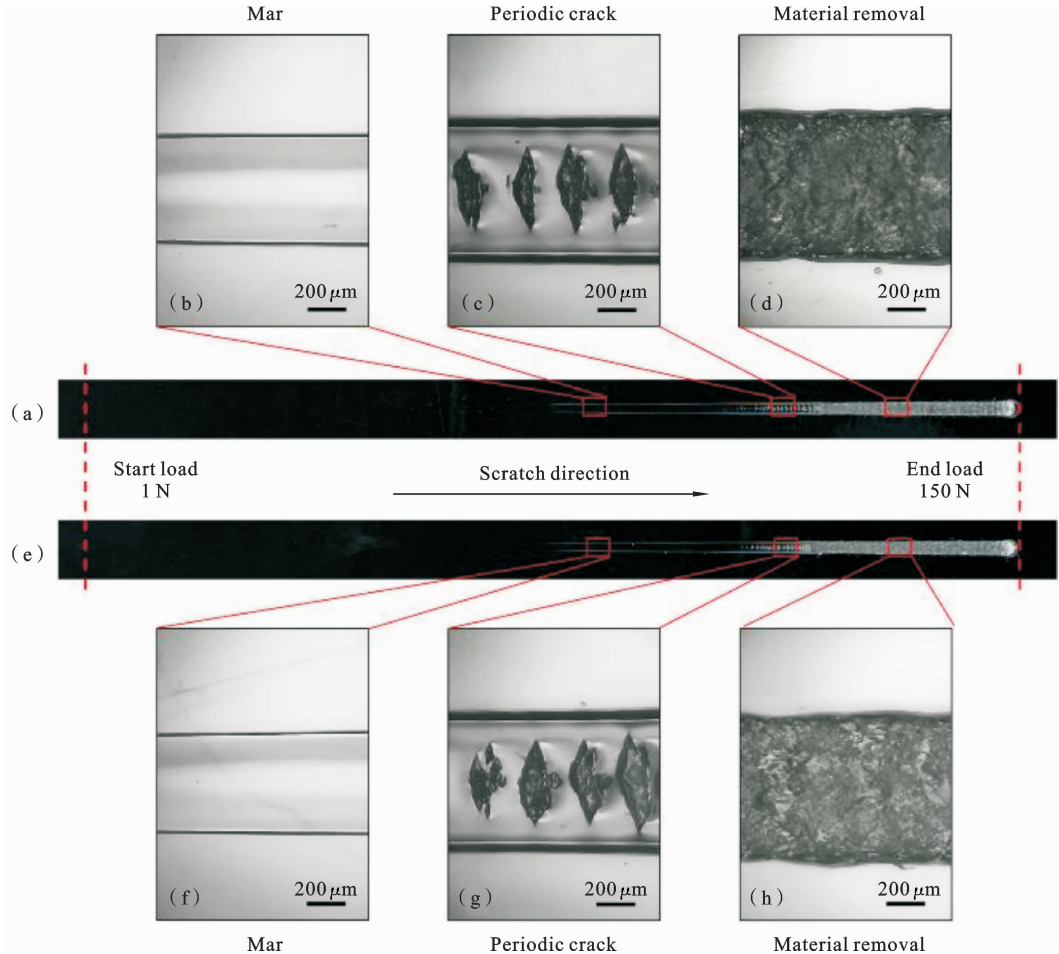 Mar
Periodic crack
Material removal
(b)
200 μm
(c)
200 μm
(d)
200 μm
(a)
Start load
1 N
Scratch direction
End load
150 N
(e)
(f)
200 μm
(g)
200 μm
(h)
200 μm
Mar
Periodic crack
Material removal